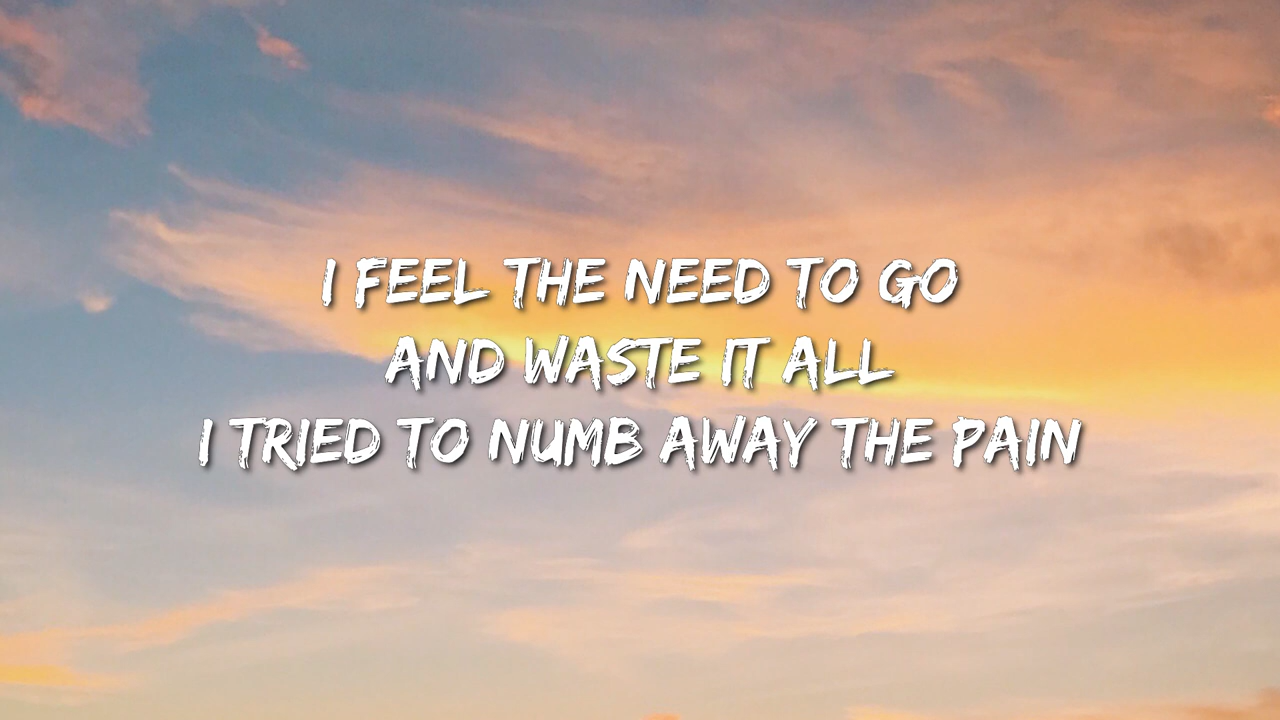 I FEEL THE NEED TO GO
AND WASTE IT ALL
I TRIED TO NUMB AWAY THE PAIN